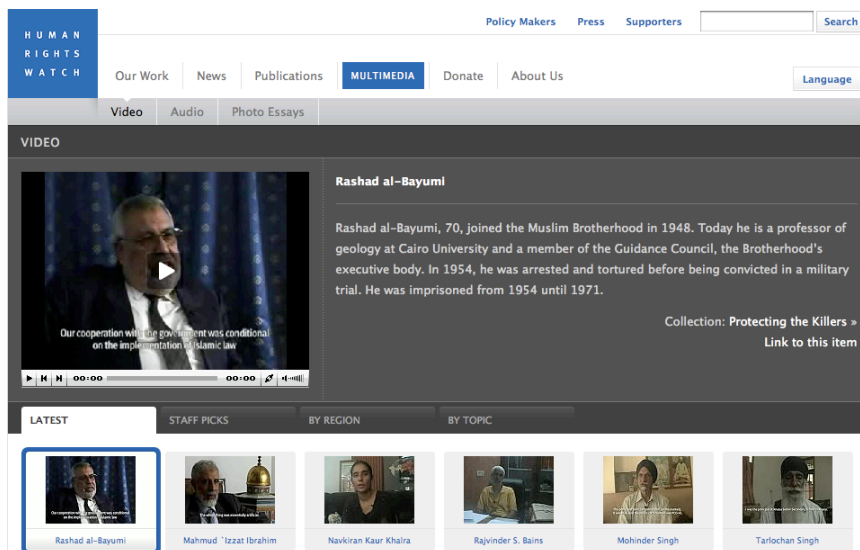 HUMAN
RIGHTS
WATCH
Policy Makers Press Supporters Search
Our Work News Publications MULTIMEDIA Donate About Us
Language
Video Audio Photo Essays
VIDEO
Rashad al-Bayumi
Rashad al-Bayumi, 70, joined the Muslim Brotherhood in 1948. Today he is a professor of
geology at Cairo University and a member of the Guidance Council, the Brotherhood's
executive body. In 1954, he was arrested and tortured before being convicted in a military
trial. He was imprisoned from 1954 until 1971.
Our cooperation with the government was conditional
on the implementation of Islamic law
Collection: Protecting the Killers »
Link to this item
00:00 00:00
LATEST STAFF PICKS BY REGION BY TOPIC
Rashad al-Bayumi Mahmud `Izzat Ibrahim Navkiran Kaur Khalra Rajvinder S. Bains Mohinder Singh Tarlochan Singh